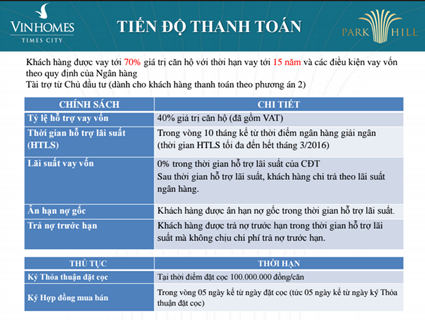 VINHOMES
TIMES CITY
TIẾN ĐỘ THANH TOÁN
PARK HILL
Khách hàng được vay tới 70% giá trị căn hộ với thời hạn vay tới 15 năm và các điều kiện vay vốn
theo quy định của Ngân hàng
Tài trợ từ Chủ đầu tư (dành cho khách hàng thanh toán theo phương án 2)
CHÍNH SÁCH CHI TIẾT
Tỷ lệ hỗ trợ vay vốn 40% giá trị căn hộ (đã gồm VAT)
Thời gian hỗ trợ lãi suất Trong vòng 10 tháng kể từ thời điểm ngân hàng giải ngân
(HTLS) (thời gian HTLS tối đa đến hết tháng 3/2016)
Lãi suất vay vốn 0% trong thời gian hỗ trợ lãi suất của CĐT
Sau thời gian hỗ trợ lãi suất, khách hàng chi trả theo lãi suất
ngân hàng.
Ân hạn nợ gốc Khách hàng được ân hạn nợ gốc trong thời gian hỗ trợ lãi suất.
Trả nợ trước hạn Khách hàng được trả nợ trước hạn trong thời gian hỗ trợ lãi
suất mà không chịu chi phí trả nợ trước hạn.
THỦ TỤC THỜI HẠN
Ký Thỏa thuận đặt cọc Tại thời điểm đặt cọc 100.000.000 đồng/căn
Ký Hợp đồng mua bán Trong vòng 05 ngày kể từ ngày đặt cọc (tức 05 ngày kể từ ngày ký Thỏa
thuận đặt cọc)